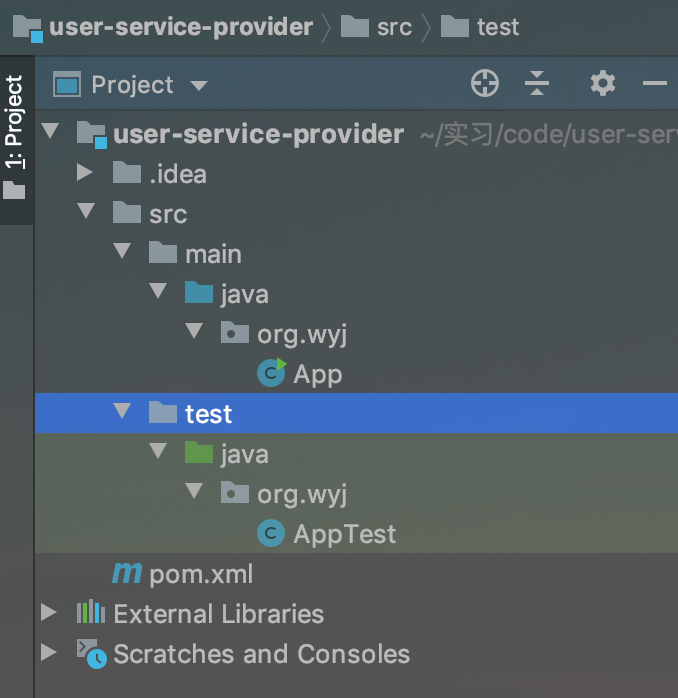 user-service-provider src test
Project
1: Project
user-service-provider ~/实习/code/user-ser
.idea
src
main
java
org.wyj
App
test
java
org.wyj
AppTest
pom.xml
External Libraries
Scratches and Consoles